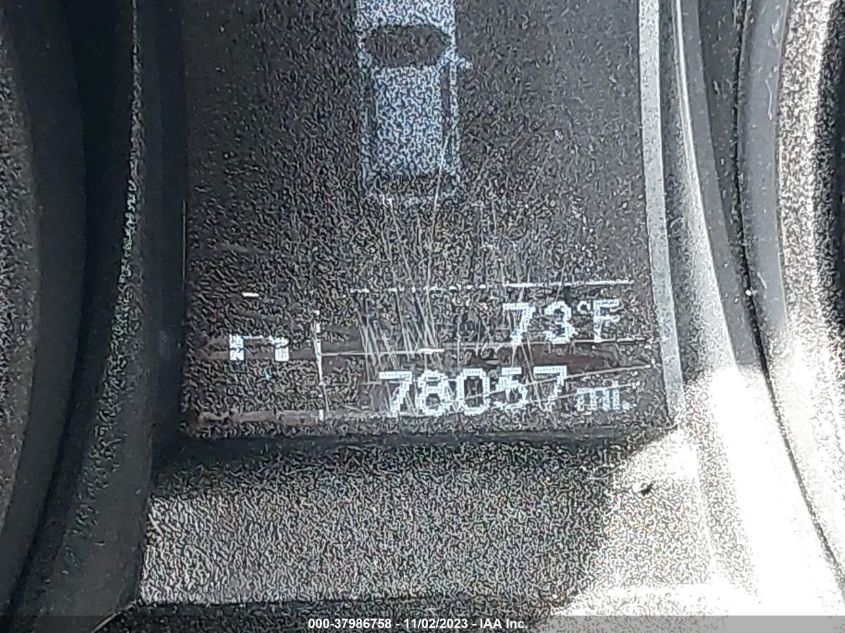 73°F
78057 mi.
000-37986758 - 11/02/2023 - IAA Inc.